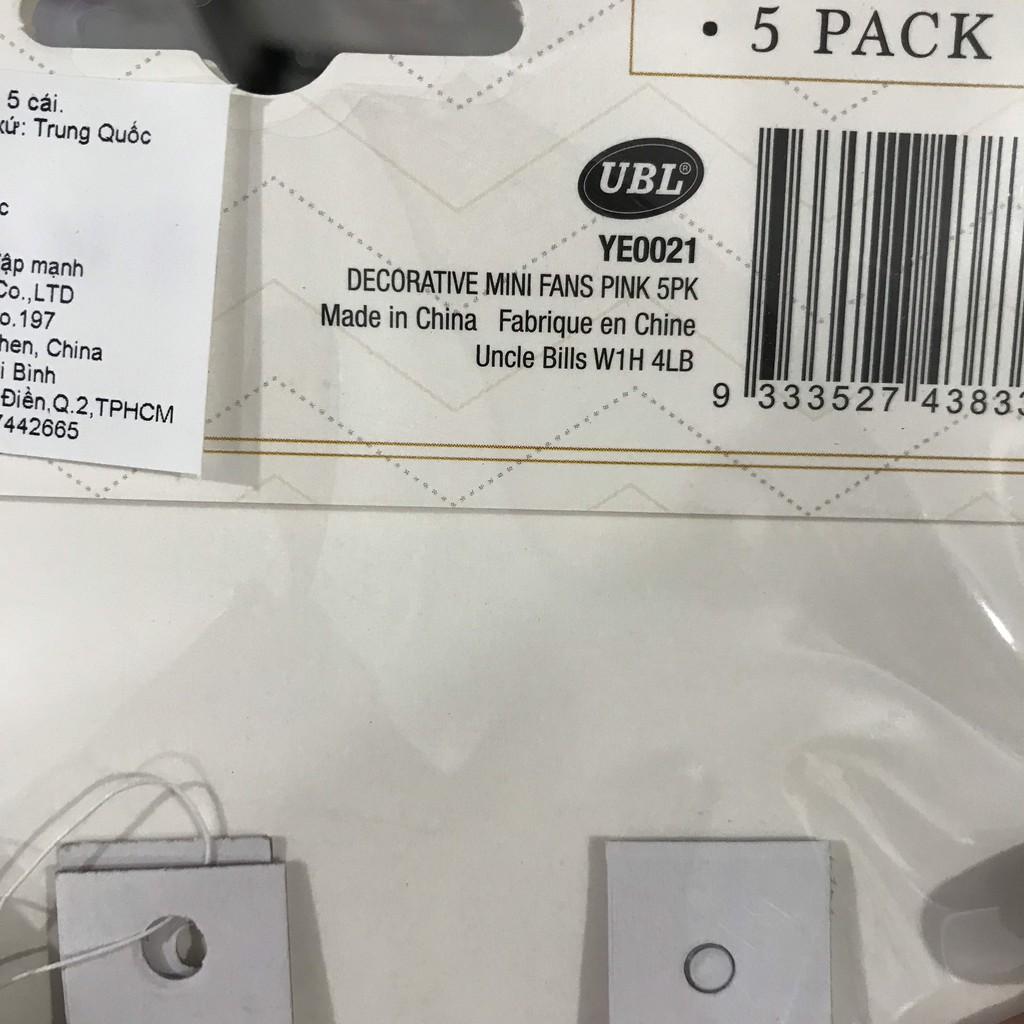 • 5 PACK
5 cái.
xứ: Trung Quốc
ập mạnh
Co.,LTD
o.197
hen, China
i Bình
Điền,Q.2,TPHCM
7442665
UBL®
YE0021
DECORATIVE MINI FANS PINK 5PK
Made in China Fabrique en Chine
Uncle Bills W1H 4LB
9 333527 43833